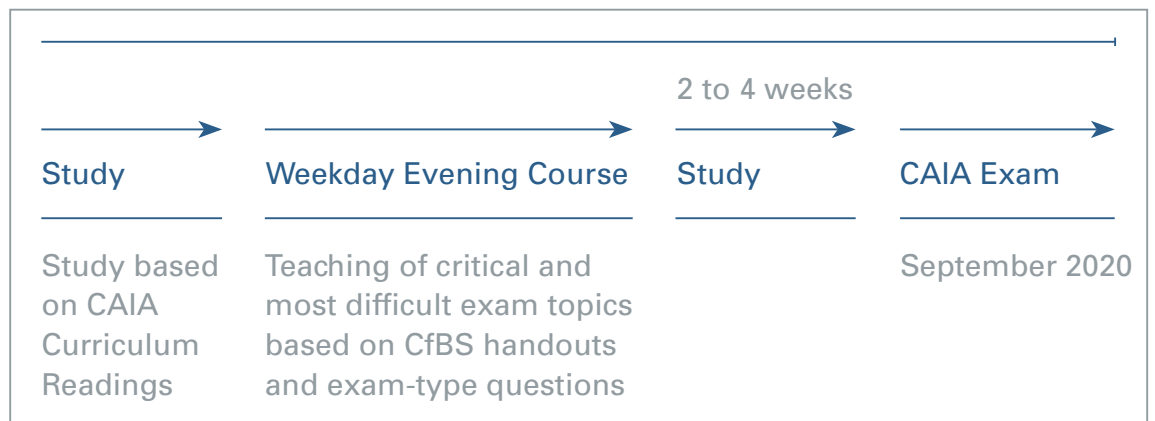 2 to 4 weeks
Study
Weekday Evening Course
Study
CAIA Exam
Study based
on CAIA
Curriculum
Readings
Teaching of critical and
most difficult exam topics
based on CfBS handouts
and exam-type questions
September 2020